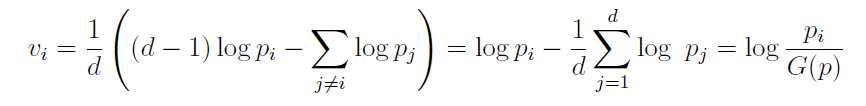 $v_i = \frac{1}{d} \left( (d-1) \log p_i - \sum_{j \neq i} \log p_j \right) = \log p_i - \frac{1}{d} \sum_{j=1}^{d} \log \ p_j = \log \frac{p_i}{G(p)}$